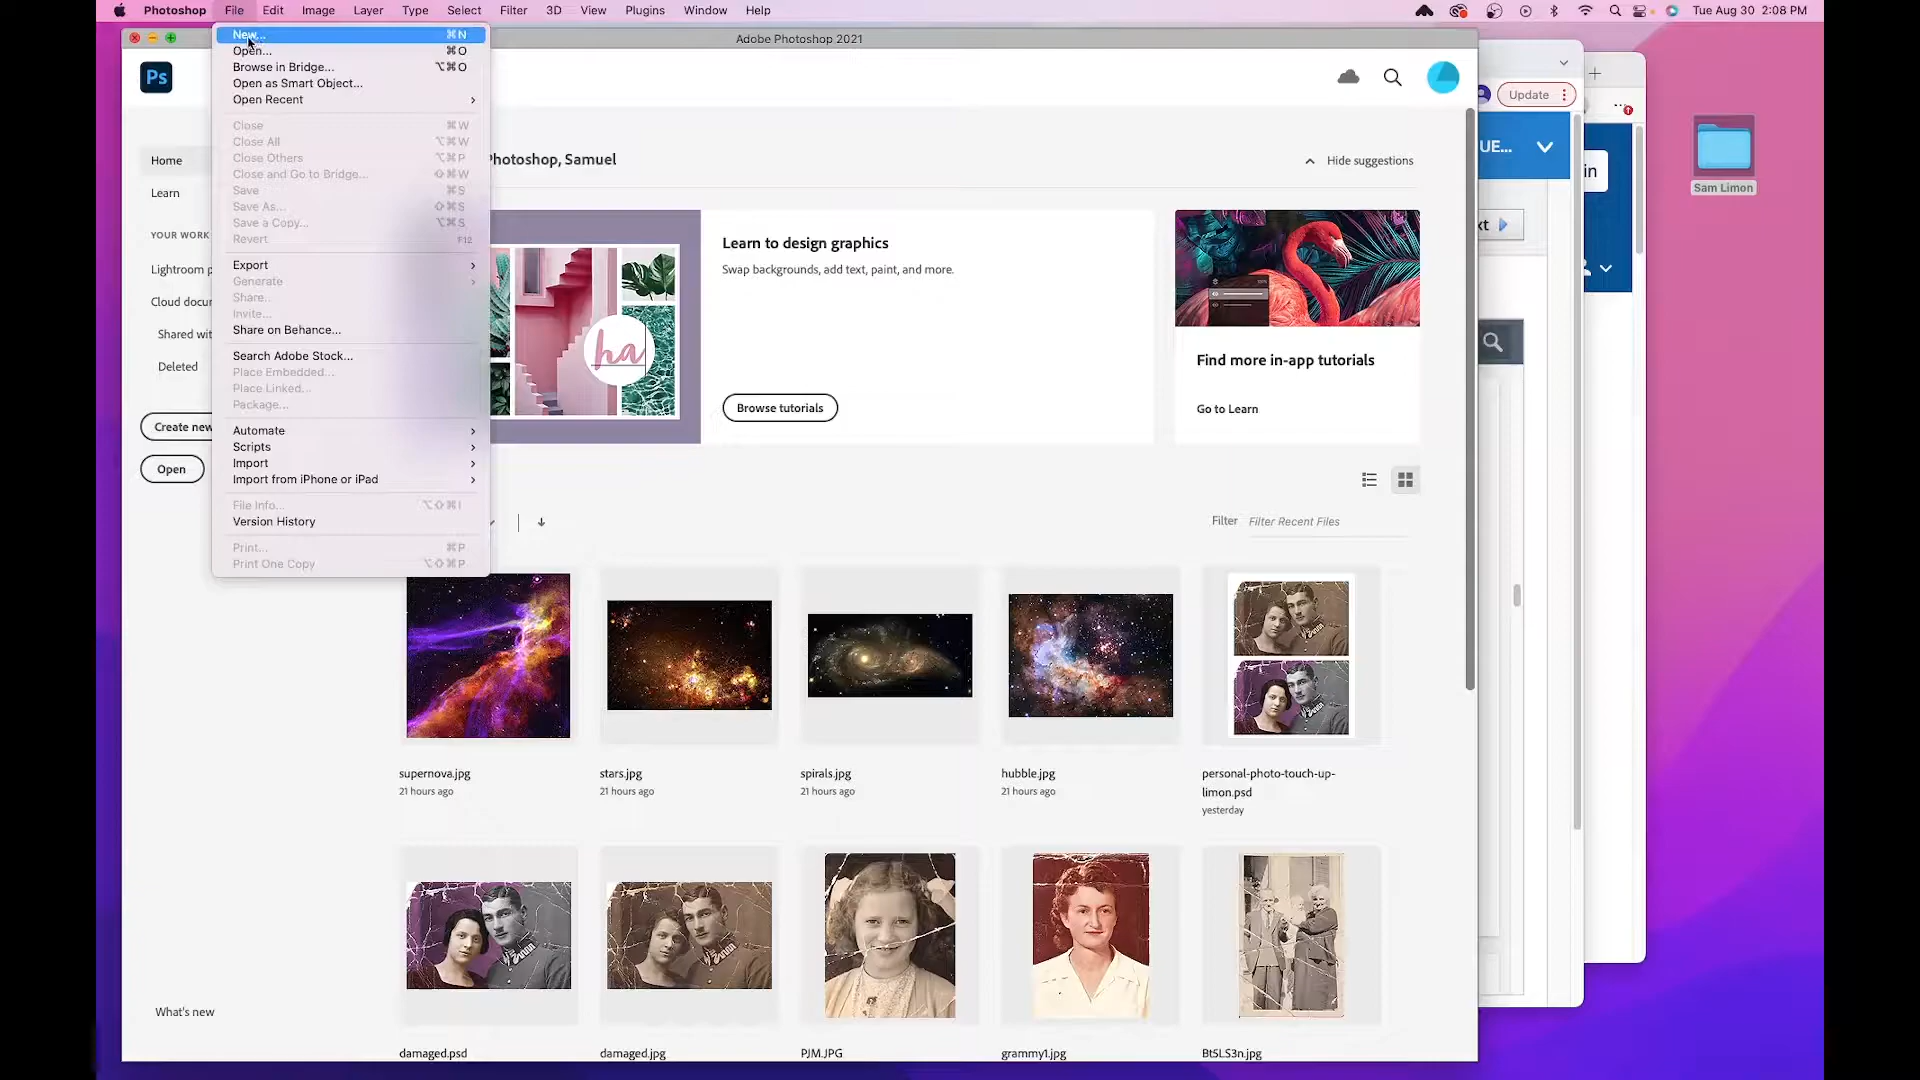 Photoshop File Edit Image Layer Type Select Filter 3D View Plugins Window Help
Tue Aug 30 2:08 PM
Adobe Photoshop 2021
New... ⌘N
Open... ⌘O
Browse in Bridge... ⌥⌘O
Open as Smart Object...
Open Recent
Close ⌘W
Close All ⌥⌘W
Close Others ⌥⌘P
Close and Go to Bridge... ⇧⌘W
Save ⌘S
Save As... ⇧⌘S
Save a Copy... ⌥⌘S
Revert F12
Export
Generate
Share...
Invite...
Share on Behance...
Search Adobe Stock...
Place Embedded...
Place Linked...
Package...
Automate
Scripts
Import
Import from iPhone or iPad
File Info... ⌥⇧⌘I
Version History
Print... ⌘P
Print One Copy ⌥⇧⌘P
Ps
Home
Learn
YOUR WORK
Lightroom p
Cloud docu
Shared wit
Deleted
Create new
Open
What's new
Photoshop, Samuel
Hide suggestions
ha
Learn to design graphics
Swap backgrounds, add text, paint, and more.
Browse tutorials
Find more in-app tutorials
Go to Learn
Filter Filter Recent Files
supernova.jpg
21 hours ago
stars.jpg
21 hours ago
spirals.jpg
21 hours ago
hubble.jpg
21 hours ago
personal-photo-touch-up-
limon.psd
yesterday
damaged.psd
damaged.jpg
PJM.JPG
grammy1.jpg
BtSLS3n.jpg
Update
UE...
in
xt
Sam Limon